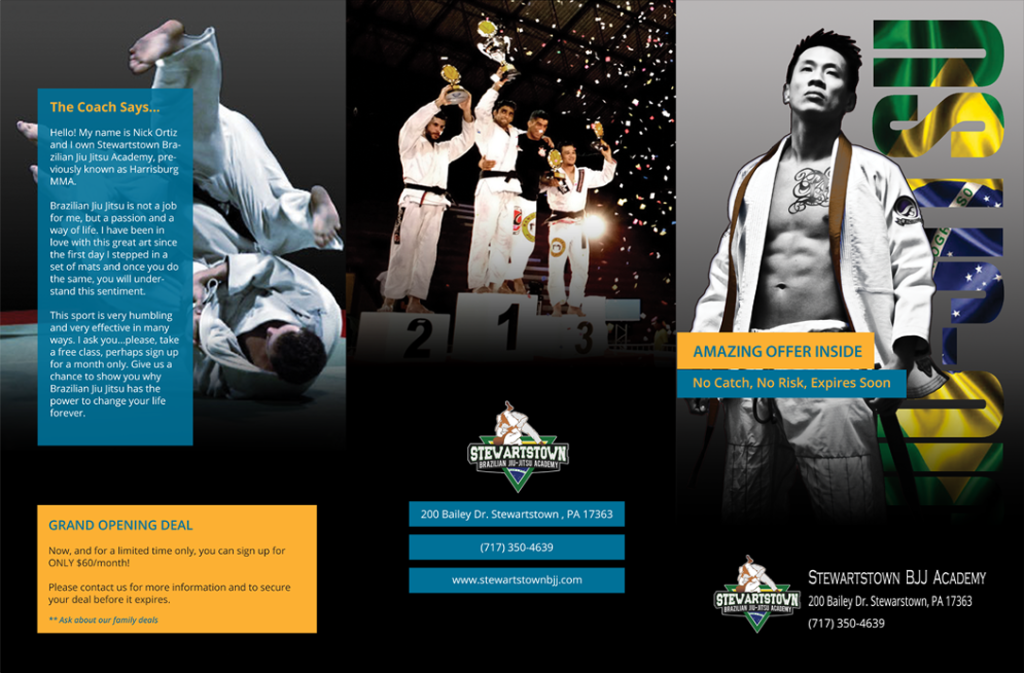 The Coach Says...
Hello! My name is Nick Ortiz
and I own Stewartstown Bra-
zilian Jiu Jitsu Academy, pre-
viously known as Harrisburg
MMA.
Brazilian Jiu Jitsu is not a job
for me, but a passion and a
way of life. I have been in
love with this great art since
the first day I stepped in a
set of mats and once you do
the same, you will under-
stand this sentiment.
This sport is very humbling
and very effective in many
ways. I ask you...please, take
a free class, perhaps sign up
for a month only. Give us a
chance to show you why
Brazilian Jiu Jitsu has the
power to change your life
forever.
GRAND OPENING DEAL
Now, and for a limited time only, you can sign up for
ONLY $60/month!
Please contact us for more information and to secure
your deal before it expires.
** Ask about our family deals
2
1
3
STEWARTSTOWN
BRAZILIAN JIU-JITSU ACADEMY
200 Bailey Dr. Stewartstown , PA 17363
(717) 350-4639
www.stewartstownbjj.com
JIU-JITSU
AMAZING OFFER INSIDE
No Catch, No Risk, Expires Soon
STEWARTSTOWN
BRAZILIAN JIU-JITSU ACADEMY
Stewartstown BJJ Academy
200 Bailey Dr. Stewarstown, PA 17363
(717) 350-4639